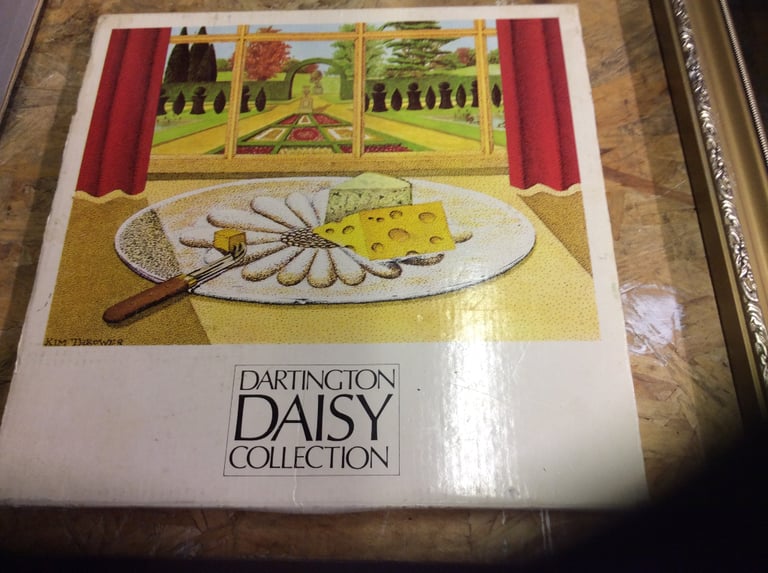 KIM THROWER
DARTINGTON
DAISY
COLLECTION